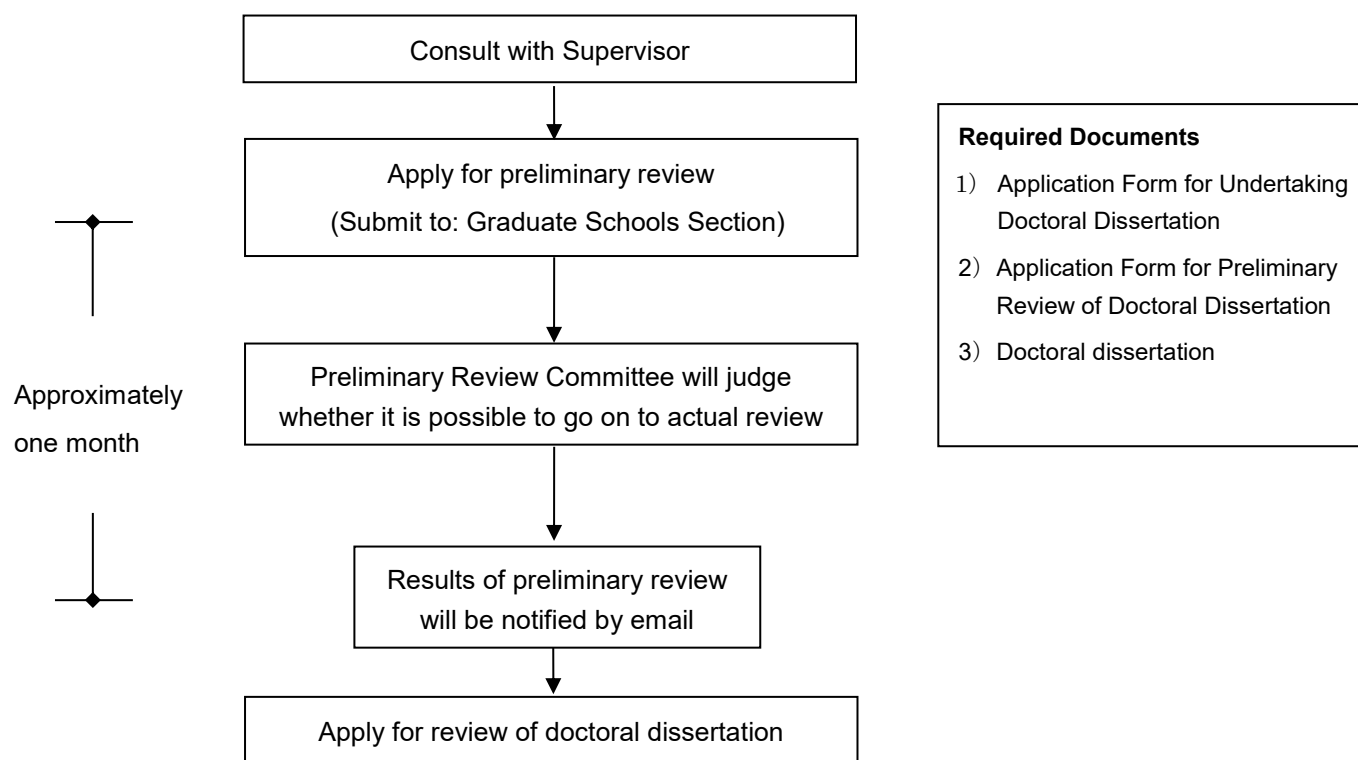 Consult with Supervisor
Apply for preliminary review
(Submit to: Graduate Schools Section)
Approximately
one month
Preliminary Review Committee will judge
whether it is possible to go on to actual review
Results of preliminary review
will be notified by email
Apply for review of doctoral dissertation
Required Documents
1） Application Form for Undertaking
Doctoral Dissertation
2） Application Form for Preliminary
Review of Doctoral Dissertation
3） Doctoral dissertation